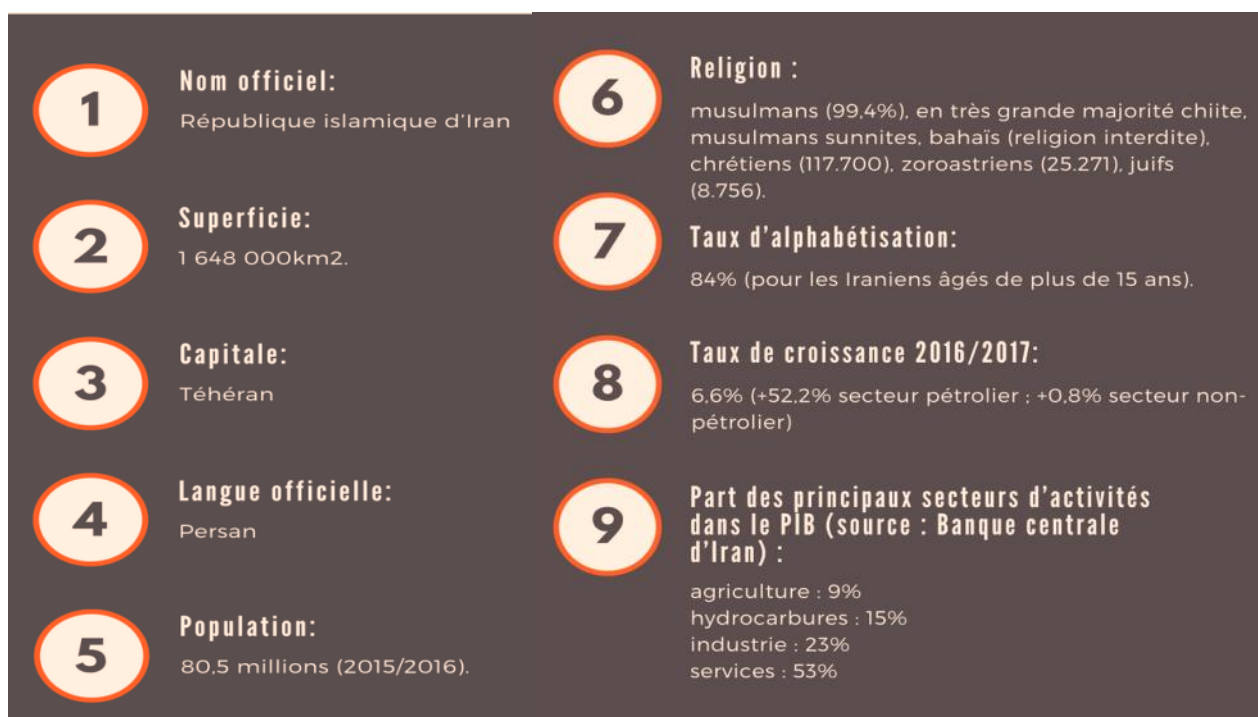 1
Nom officiel:
République islamique d'Iran
2
Superficie:
1 648 000km2.
3
Capitale:
Téhéran
4
Langue officielle:
Persan
5
Population:
80,5 millions (2015/2016).
6
Religion :
musulmans (99,4%), en très grande majorité chiite,
musulmans sunnites, bahaïs (religion interdite),
chrétiens (117.700), zoroastriens (25.271), juifs
(8.756).
7
Taux d'alphabétisation:
84% (pour les Iraniens âgés de plus de 15 ans).
8
Taux de croissance 2016/2017:
6,6% (+52,2% secteur pétrolier ; +0,8% secteur non-
pétrolier)
9
Part des principaux secteurs d'activités
dans le PIB (source : Banque centrale
d'Iran) :
agriculture : 9%
hydrocarbures : 15%
industrie : 23%
services : 53%